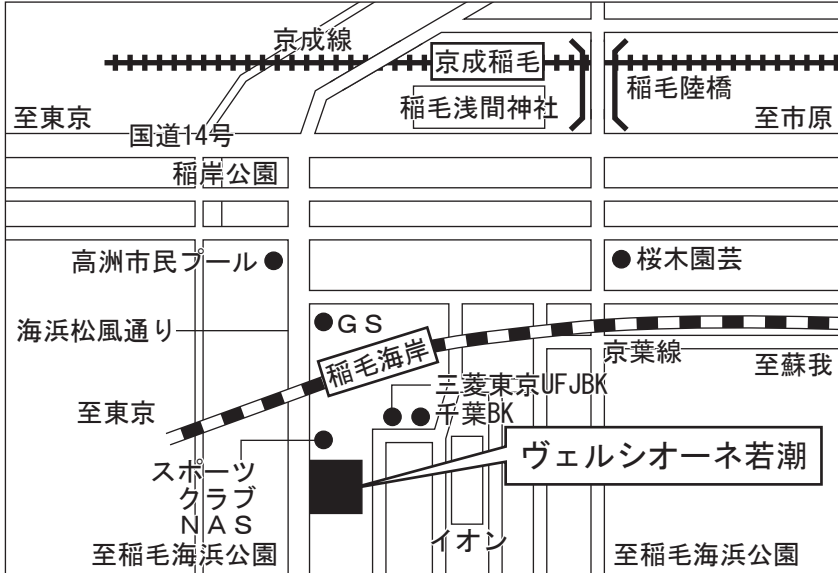 京成線
京成稲毛
稲毛陸橋
稲毛浅間神社
至東京
至市原
国道14号
稲岸公園
高洲市民プール
桜木園芸
海浜松風通り
ＧＳ
稲毛海岸
京葉線
至蘇我
三菱東京UFJBK
至東京
千葉BK
スポーツ
クラブ
ＮＡＳ
ヴェルシオーネ若潮
イオン
至稲毛海浜公園
至稲毛海浜公園